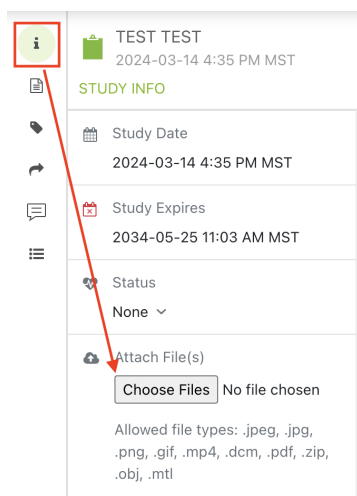 i
TEST TEST
2024-03-14 4:35 PM MST
STUDY INFO
Study Date
2024-03-14 4:35 PM MST
Study Expires
2034-05-25 11:03 AM MST
Status
None
Attach File(s)
Choose Files No file chosen
Allowed file types: .jpeg, .jpg,
.png, .gif, .mp4, .dcm, .pdf, .zip,
.obj, .mtl